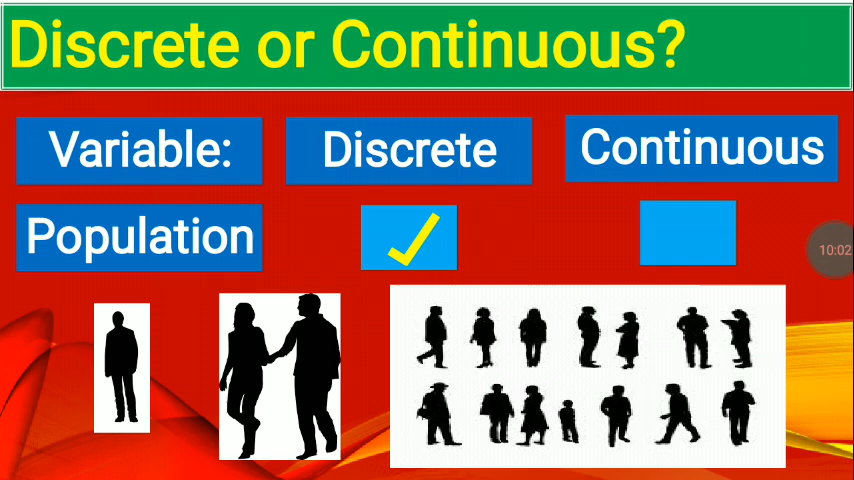 Discrete or Continuous?
Variable: Discrete Continuous
Population
10:02